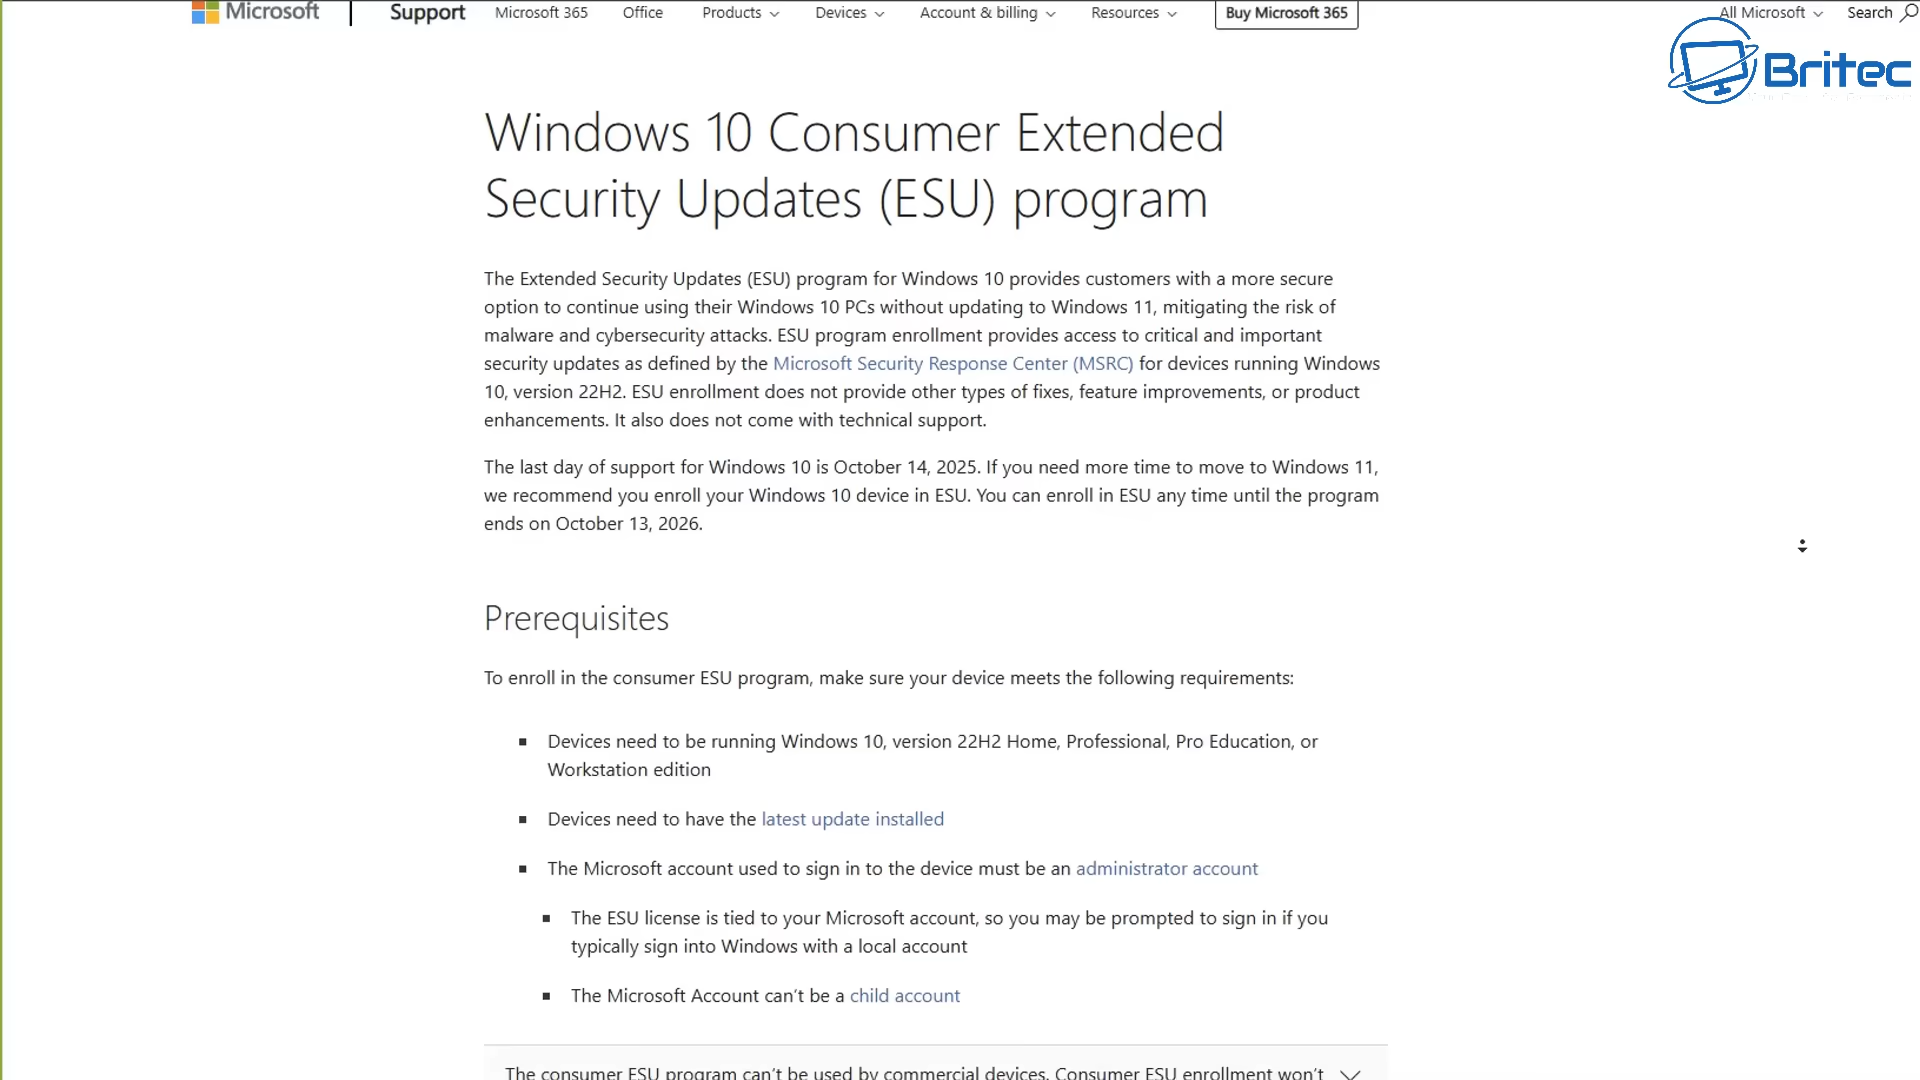 Microsoft Support Microsoft 365 Office Products Devices Account & billing Resources Buy Microsoft 365 All Microsoft Search
Britec
Windows 10 Consumer Extended
Security Updates (ESU) program
The Extended Security Updates (ESU) program for Windows 10 provides customers with a more secure
option to continue using their Windows 10 PCs without updating to Windows 11, mitigating the risk of
malware and cybersecurity attacks. ESU program enrollment provides access to critical and important
security updates as defined by the Microsoft Security Response Center (MSRC) for devices running Windows
10, version 22H2. ESU enrollment does not provide other types of fixes, feature improvements, or product
enhancements. It also does not come with technical support.
The last day of support for Windows 10 is October 14, 2025. If you need more time to move to Windows 11,
we recommend you enroll your Windows 10 device in ESU. You can enroll in ESU any time until the program
ends on October 13, 2026.
Prerequisites
To enroll in the consumer ESU program, make sure your device meets the following requirements:
Devices need to be running Windows 10, version 22H2 Home, Professional, Pro Education, or
Workstation edition
Devices need to have the latest update installed
The Microsoft account used to sign in to the device must be an administrator account
The ESU license is tied to your Microsoft account, so you may be prompted to sign in if you
typically sign into Windows with a local account
The Microsoft Account can't be a child account
The consumer ESU program can't be used by commercial devices. Consumer ESU enrollment won't